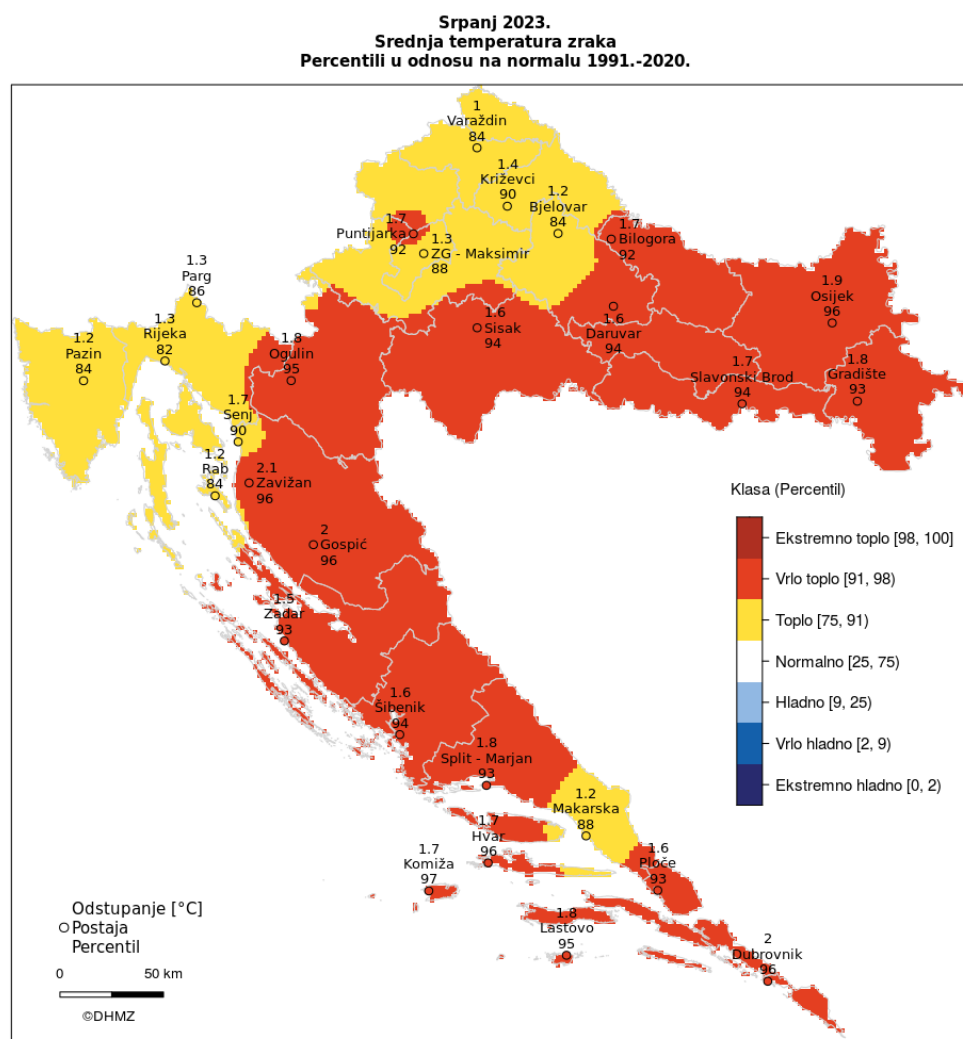 Srpanj 2023.
Srednja temperatura zraka
Percentili u odnosu na normalu 1991.-2020.
1
Varaždin
84
1.4
Križevci
90
1.2
Bjelovar
84
1.7
Puntijarka
92
1.3
ZG - Maksimir
88
1.7
Bilogora
92
1.3
Parg
86
1.9
Osijek
96
1.2
Pazin
84
1.3
Rijeka
82
1.8
Ogulin
95
1.6
Sisak
94
1.6
Daruvar
94
1.7
Slavonski Brod
94
1.8
Gradište
93
1.7
Senj
90
1.2
Rab
84
2.1
Zavižan
96
2
Gospić
96
1.5
Zadar
93
1.6
Šibenik
94
1.8
Split - Marjan
93
1.2
Makarska
88
1.7
Hvar
96
1.7
Komiža
97
1.6
Ploče
93
1.8
Lastovo
95
2
Dubrovnik
96
Klasa (Percentil)
Ekstremno toplo [98, 100]
Vrlo toplo [91, 98)
Toplo [75, 91)
Normalno [25, 75)
Hladno [9, 25)
Vrlo hladno [2, 9)
Ekstremno hladno [0, 2)
Odstupanje [°C]
Postaja
Percentil
0 50 km
©DHMZ